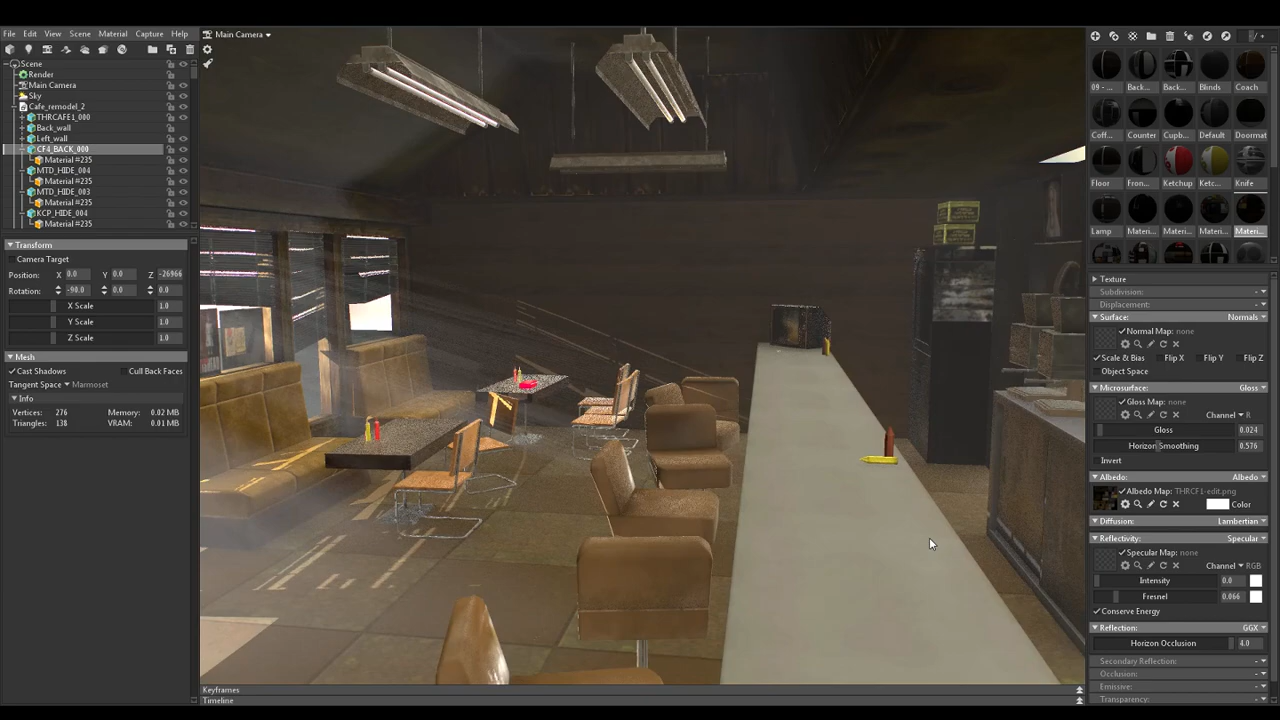 File Edit View Scene Material Capture Help
Main Camera
Scene
Render
Main Camera
Sky
Cafe_remodel_2
THRCAFE1_000
Back_wall
Left_wall
CF4_BACK_000
Material #235
MTD_HIDE_004
Material #235
MTD_HIDE_003
Material #235
KCP_HIDE_004
Material #235
Transform
Camera Target
Position: X 0.0 Y 0.0 Z -26966
Rotation: -90.0 0.0 0.0
X Scale 1.0
Y Scale 1.0
Z Scale 1.0
Mesh
Cast Shadows Cull Back Faces
Tangent Space Marmoset
Info
Vertices: 276 Memory: 0.02 MB
Triangles: 138 VRAM: 0.01 MB
Keyframes
Timeline
09 - ... Back... Back... Blinds Coach
Coff... Counter Cupb... Default Doormat
Floor Fron... Ketchup Ketc... Knife
Lamp Materi... Materi... Materi... Materi...
Texture
Subdivision: -
Displacement: -
Surface: Normals
Normal Map: none
Scale & Bias Flip X Flip Y Flip Z
Object Space
Microsurface: Gloss
Gloss Map: none
Channel R
Gloss 0.024
Horizon Smoothing 0.576
Invert
Albedo: Albedo
Albedo Map: THRCF1-edit.png
Color
Diffusion: Lambertian
Reflectivity: Specular
Specular Map: none
Channel RGB
Intensity 0.0
Fresnel 0.066
Conserve Energy
Reflection: GGX
Horizon Occlusion 4.0
Secondary Reflection: -
Occlusion: -
Emissive: -
Transparency: -